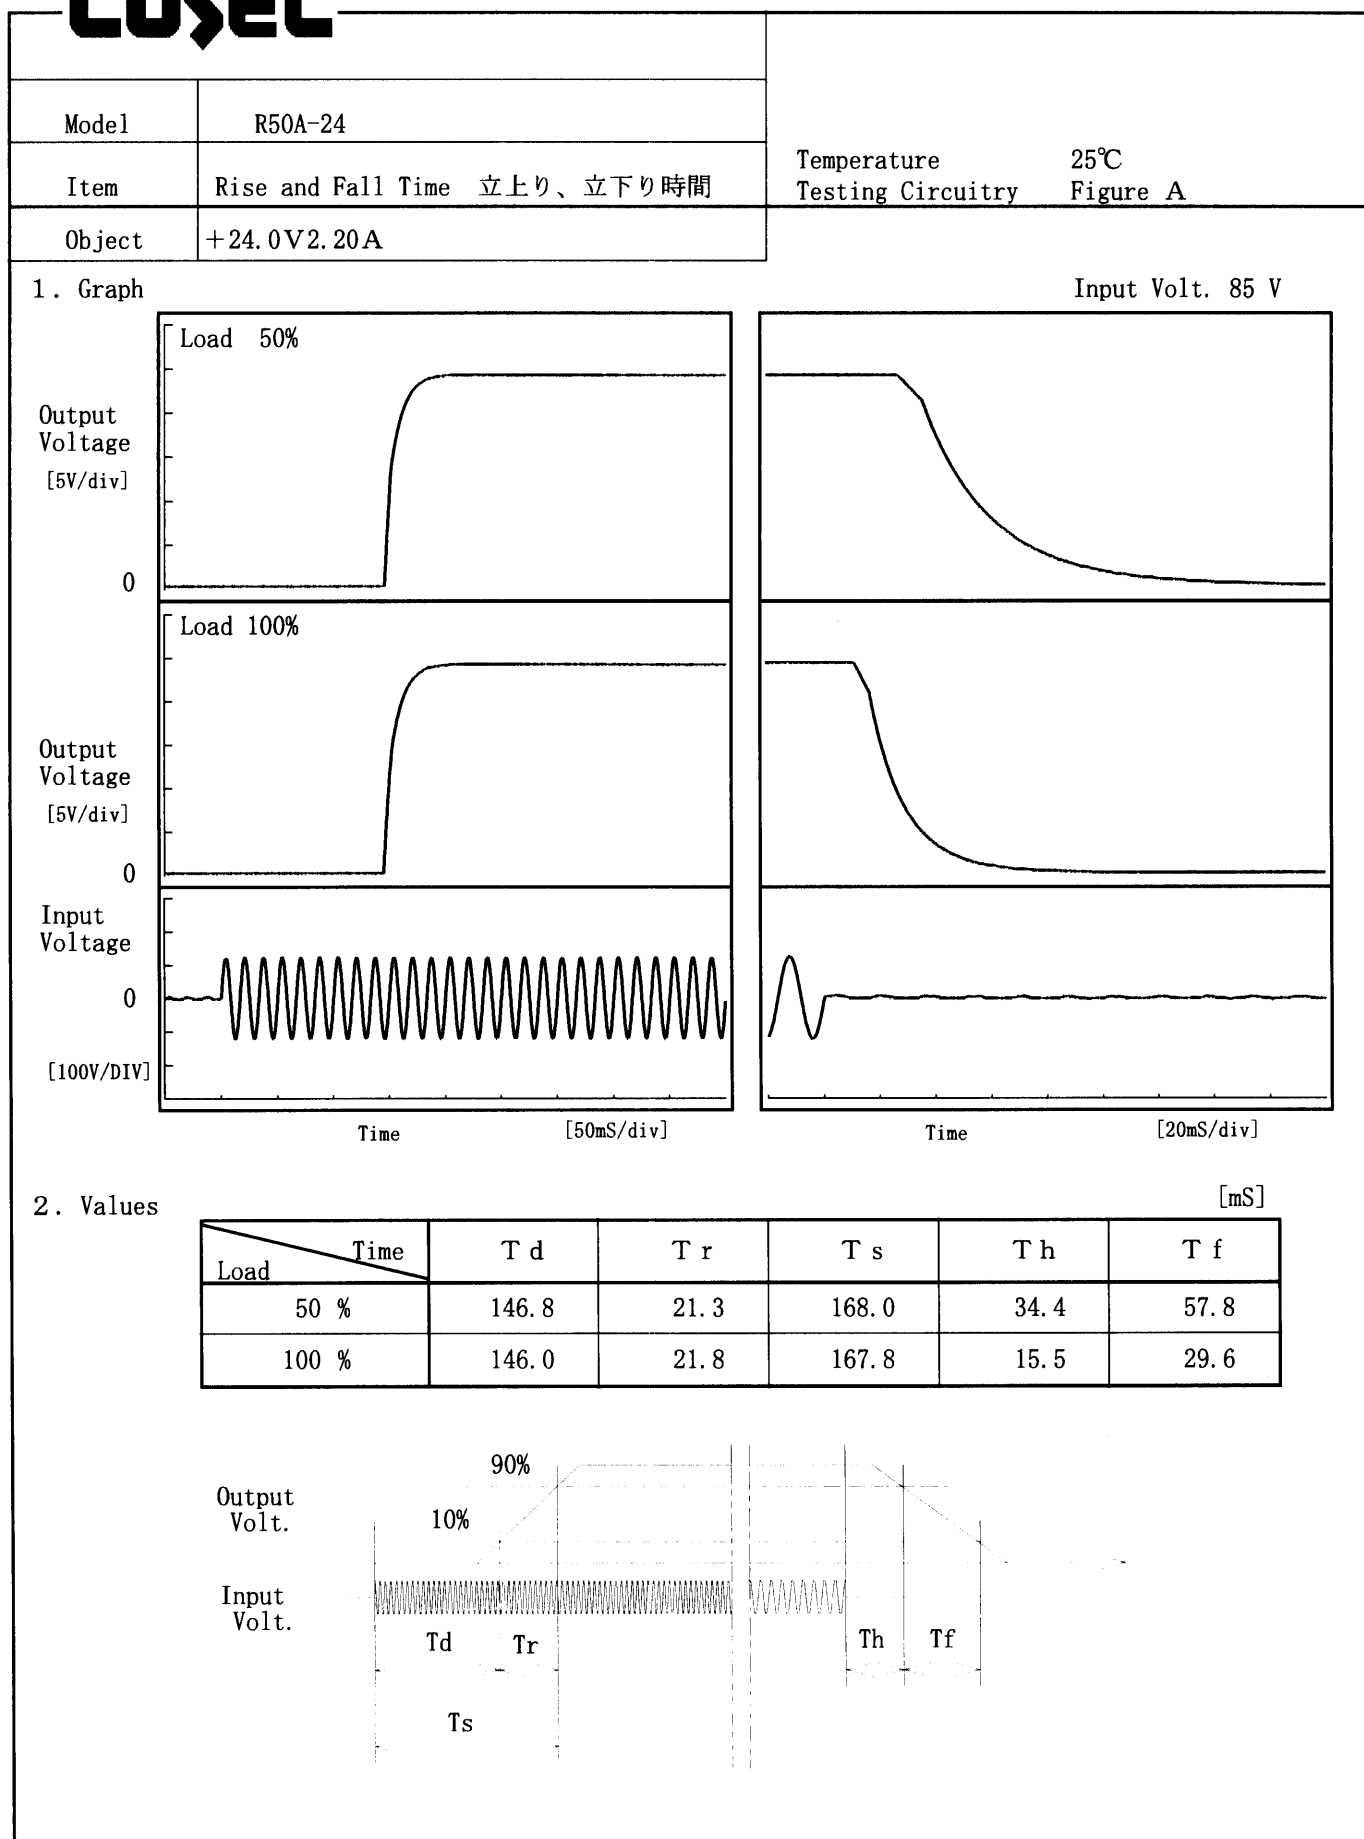 COSEL
Model R50A-24
Item Rise and Fall Time 立上り、立下り時間
Temperature 25℃
Testing Circuitry Figure A
Object +24.0V2.20A
1. Graph
Input Volt. 85 V
Load 50%
Output
Voltage
[5V/div]
0
Load 100%
Output
Voltage
[5V/div]
0
Input
Voltage
0
[100V/DIV]
Time [50mS/div]
Time [20mS/div]
2. Values
[mS]
Time
Load
Td Tr Ts Th Tf
50 % 146.8 21.3 168.0 34.4 57.8
100 % 146.0 21.8 167.8 15.5 29.6
90%
Output
Volt.
10%
Input
Volt.
Td Tr Th Tf
Ts